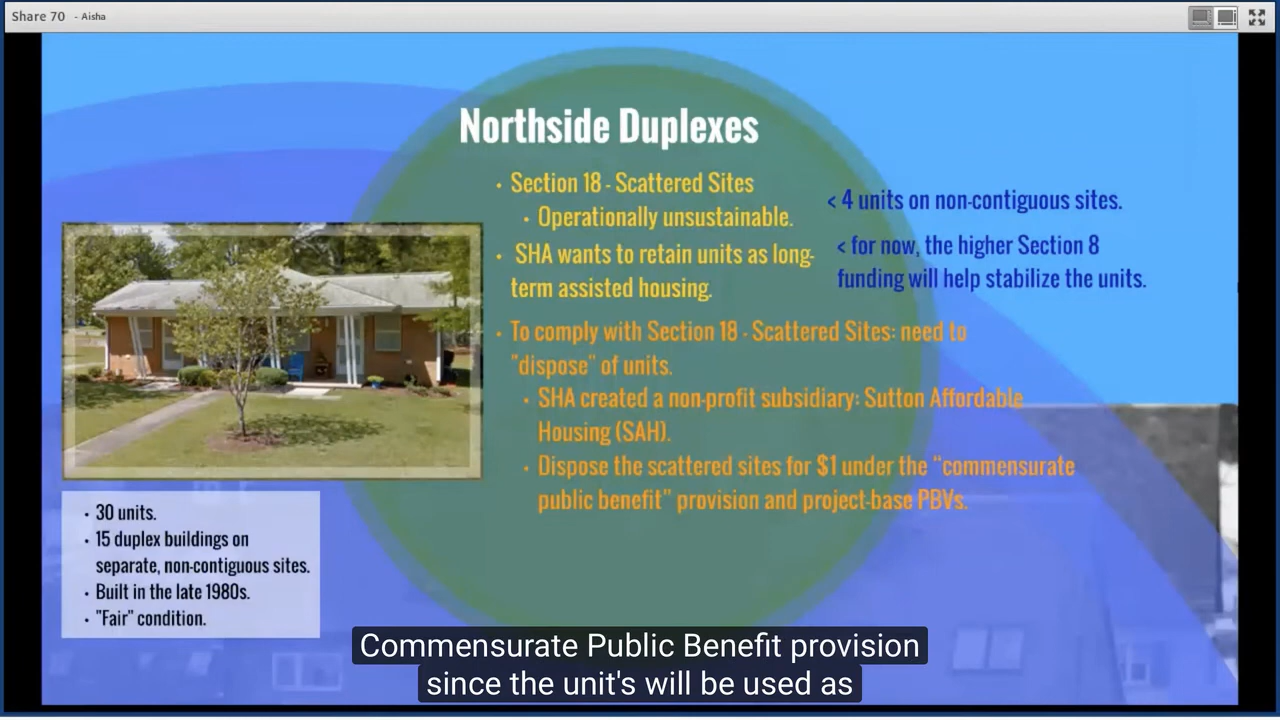 Share 70 - Aisha
Northside Duplexes
• Section 18 - Scattered Sites
• Operationally unsustainable.
• SHA wants to retain units as long-
term assisted housing.
< 4 units on non-contiguous sites.
< for now, the higher Section 8
funding will help stabilize the units.
• To comply with Section 18 - Scattered Sites: need to
"dispose" of units.
• SHA created a non-profit subsidiary: Sutton Affordable
Housing (SAH).
• Dispose the scattered sites for $1 under the "commensurate
public benefit" provision and project-base PBVs.
• 30 units.
• 15 duplex buildings on
separate, non-contiguous sites.
• Built in the late 1980s.
• "Fair" condition.
Commensurate Public Benefit provision
since the unit's will be used as